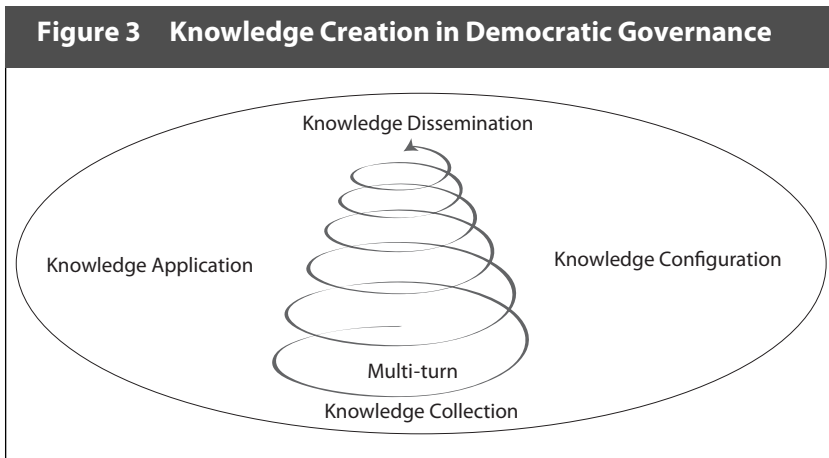 Figure 3 Knowledge Creation in Democratic Governance
Knowledge Dissemination
Knowledge Application
Knowledge Configuration
Multi-turn
Knowledge Collection